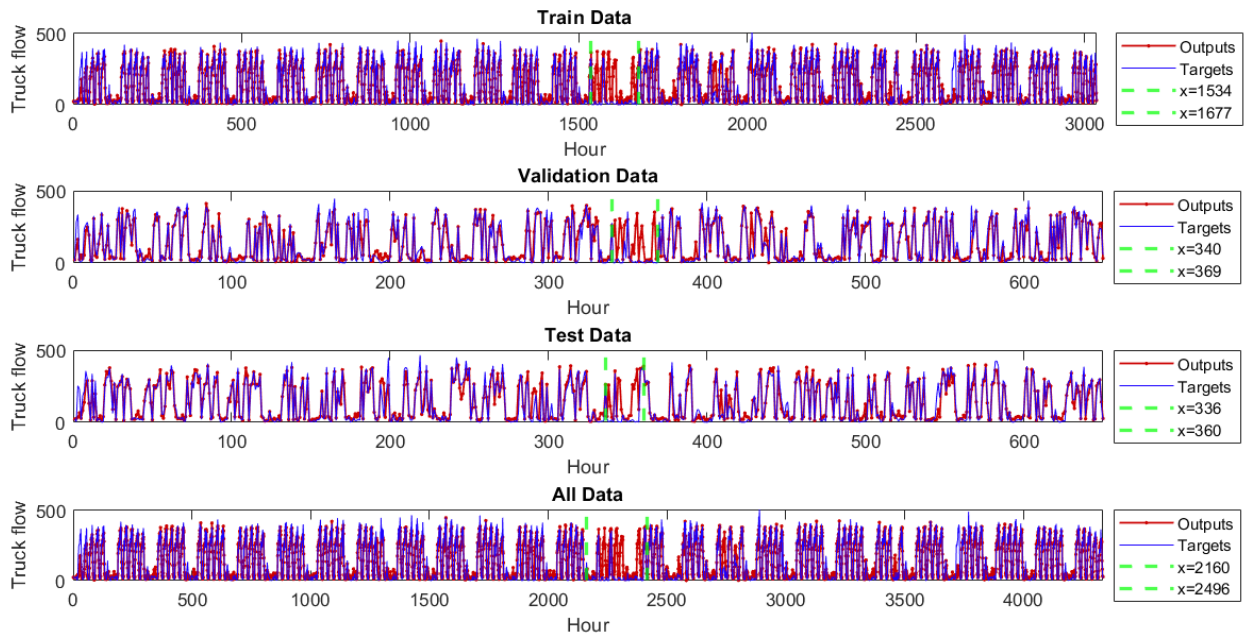 Train Data
Truck flow
500
0
0 500 1000 1500 2000 2500 3000
Hour
Outputs
Targets
x=1534
x=1677
Validation Data
Truck flow
500
0
0 100 200 300 400 500 600
Hour
Outputs
Targets
x=340
x=369
Test Data
Truck flow
500
0
0 100 200 300 400 500 600
Hour
Outputs
Targets
x=336
x=360
All Data
Truck flow
500
0
0 500 1000 1500 2000 2500 3000 3500 4000
Hour
Outputs
Targets
x=2160
x=2496